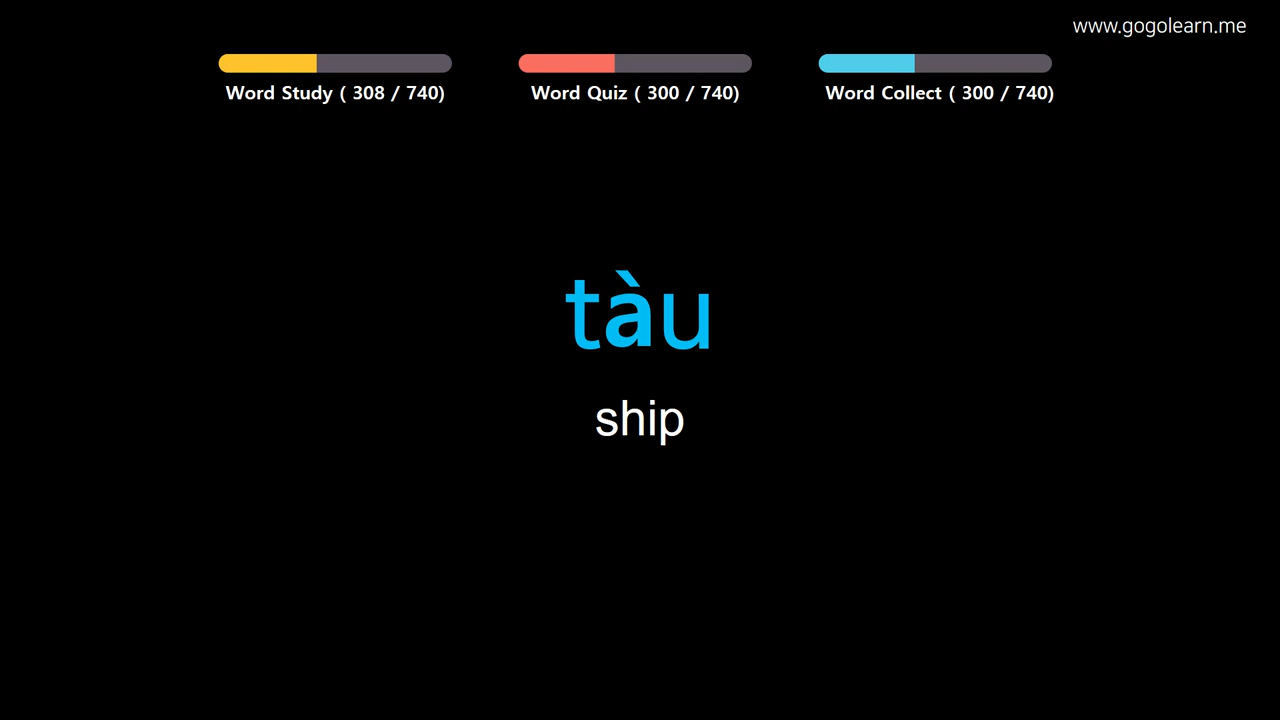 www.gogolearn.me
Word Study ( 308 / 740)
Word Quiz ( 300 / 740)
Word Collect ( 300 / 740)
tàu
ship